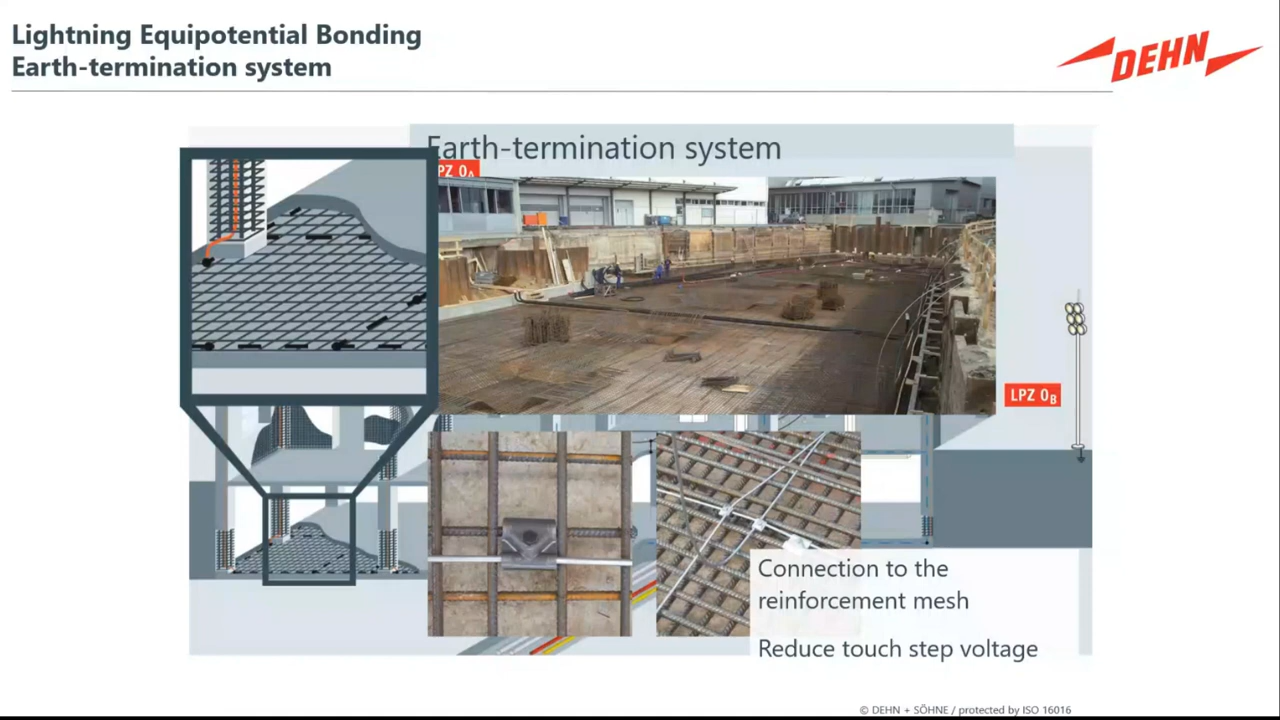 Lightning Equipotential Bonding
Earth-termination system
DEHN
Earth-termination system
PZ 0A
LPZ 0B
Connection to the
reinforcement mesh
Reduce touch step voltage
© DEHN + SÖHNE / protected by ISO 16016